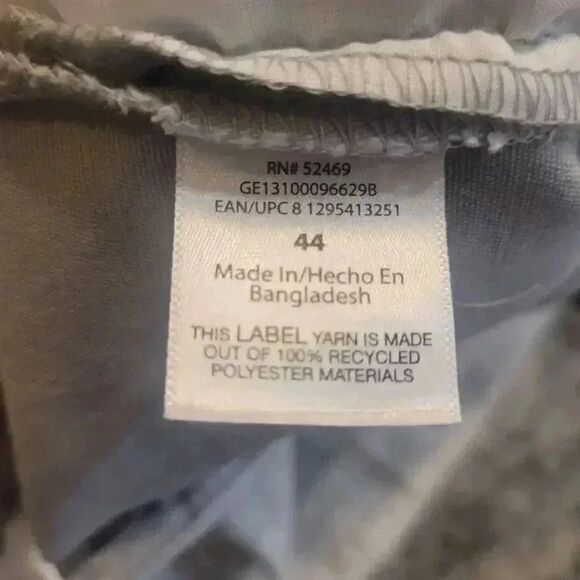 RN# 52469
GE13100096629B
EAN/UPC 8 1295413251
44
Made In/Hecho En
Bangladesh
THIS LABEL YARN IS MADE
OUT OF 100% RECYCLED
POLYESTER MATERIALS